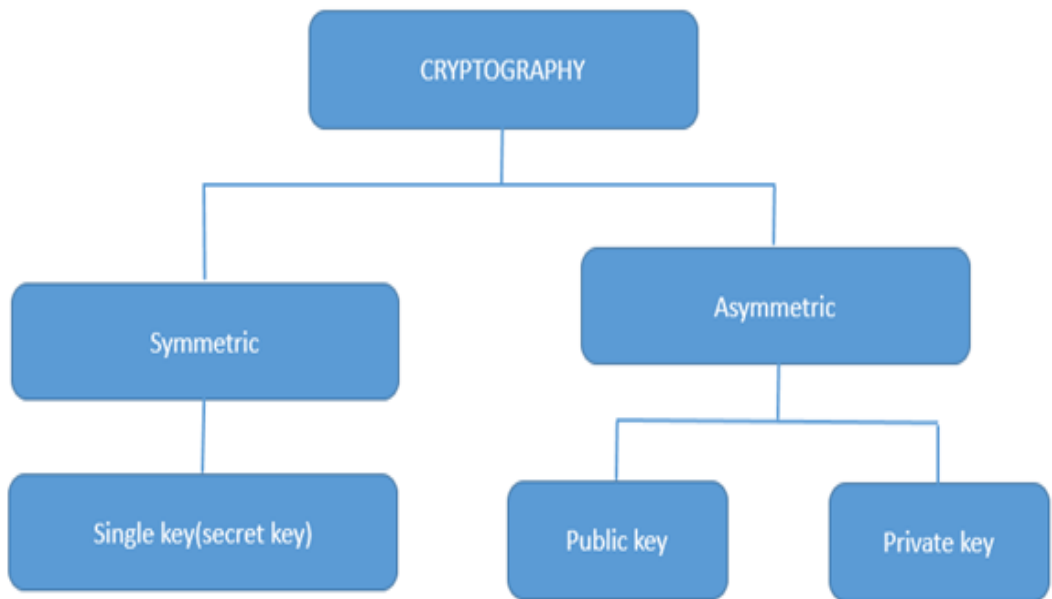 CRYPTOGRAPHY
Symmetric
Asymmetric
Single key(secret key)
Public key
Private key